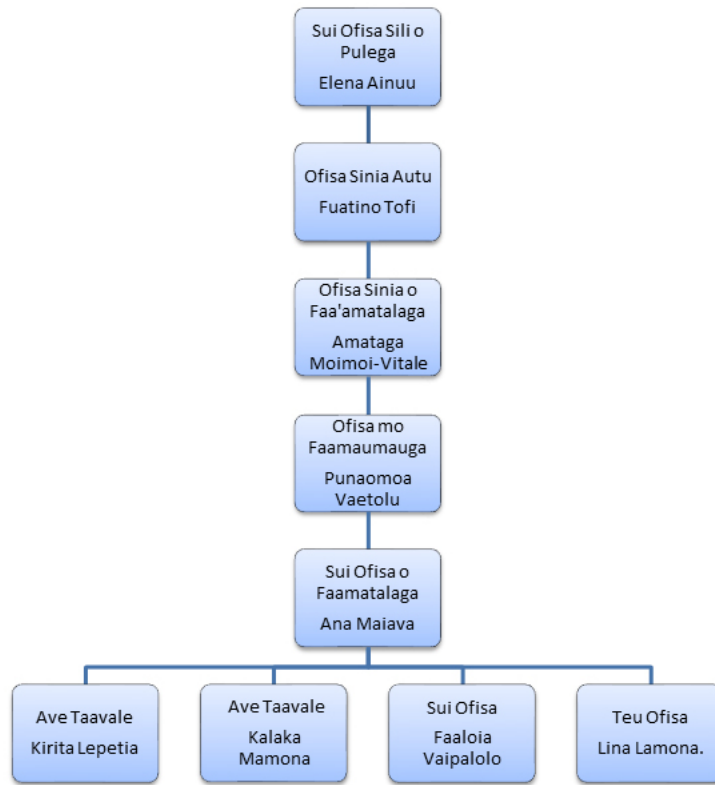 Sui Ofisa Sili o
Pulega
Elena Ainuu
Ofisa Sinia Autu
Fuatino Tofi
Ofisa Sinia o
Faa'amatalaga
Amataga
Moimoi-Vitale
Ofisa mo
Faamaumauga
Punaomoa
Vaetolu
Sui Ofisa o
Faamatalaga
Ana Maiava
Ave Taavale
Kirita Lepetia
Ave Taavale
Kalaka
Mamona
Sui Ofisa
Faaloia
Vaipalolo
Teu Ofisa
Lina Lamona.